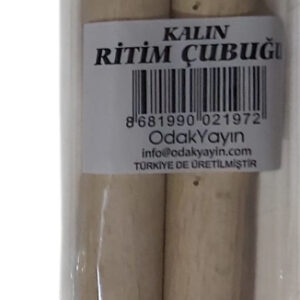 KALIN
RİTİM ÇUBUĞU
8 681990 021972
OdakYayın
info@odakyayin.com
TÜRKİYE DE ÜRETİLMİŞTİR